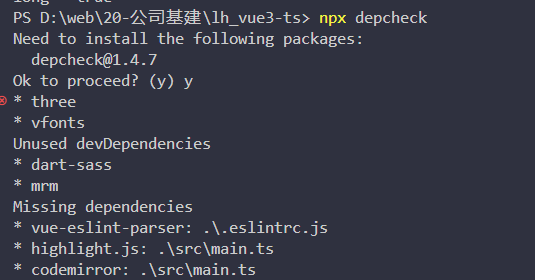 PS D:\web\20-公司基建\lh_vue3-ts> npx depcheck
Need to install the following packages:
  depcheck@1.4.7
Ok to proceed? (y) y
* three
* vfonts
Unused devDependencies
* dart-sass
* mrm
Missing dependencies
* vue-eslint-parser: .\.eslintrc.js
* highlight.js: .\src\main.ts
* codemirror: .\src\main.ts